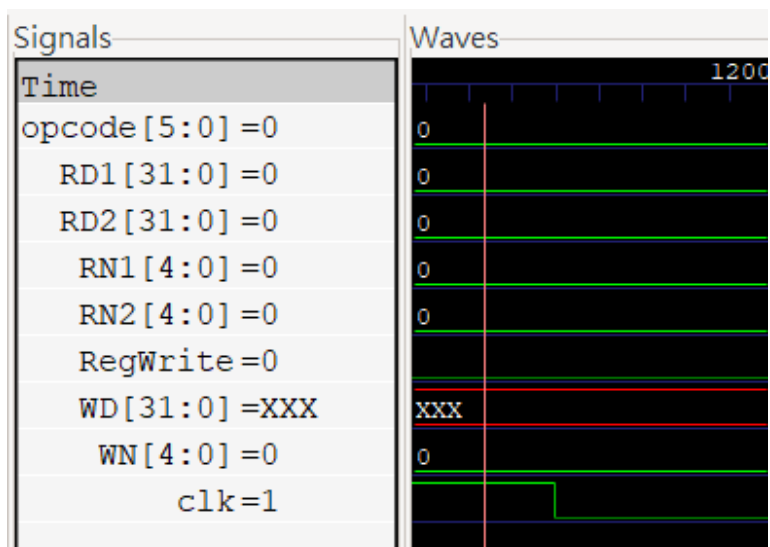 Signals
Waves
Time
1200
opcode[5:0]=0
0
RD1[31:0]=0
0
RD2[31:0]=0
0
RN1[4:0]=0
0
RN2[4:0]=0
0
RegWrite=0
WD[31:0]=XXX
XXX
WN[4:0]=0
0
clk=1